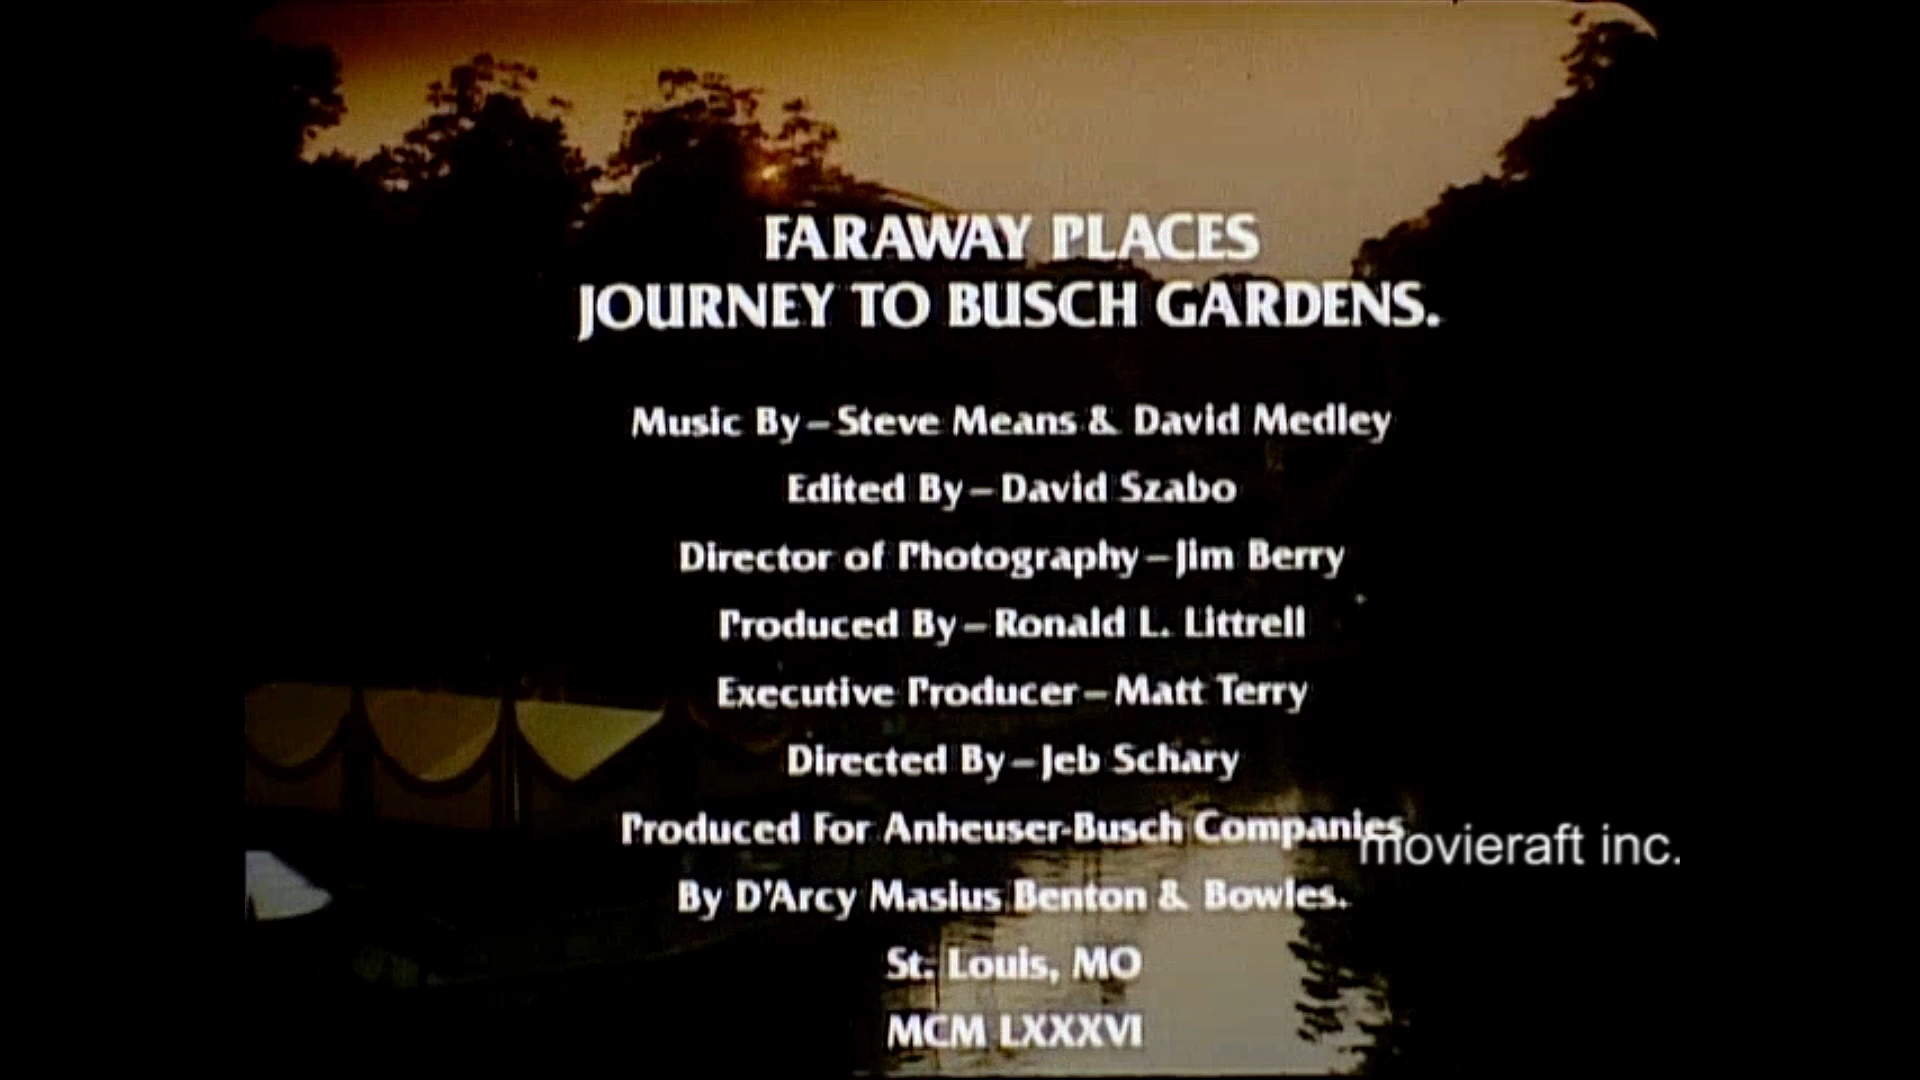 FARAWAY PLACES
JOURNEY TO BUSCH GARDENS.
Music By–Steve Means & David Medley
Edited By–David Szabo
Director of Photography–Jim Berry
Produced By–Ronald L. Littrell
Executive Producer–Matt Terry
Directed By–Jeb Schary
Produced For Anheuser-Busch Companies
movieraft inc.
By D'Arcy Masius Benton & Bowles.
St. Louis, MO
MCM LXXXVI